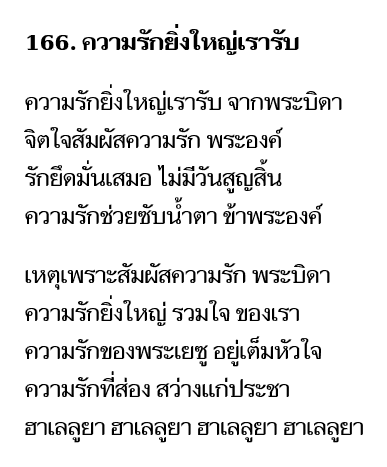 166. ความรักยิ่งใหญ่เรารับ
ความรักยิ่งใหญ่เรารับ จากพระบิดา
จิตใจสัมผัสความรัก พระองค์
รักยึดมั่นเสมอ ไม่มีวันสูญสิ้น
ความรักช่วยซับน้ำตา ข้าพระองค์
เหตุเพราะสัมผัสความรัก พระบิดา
ความรักยิ่งใหญ่ รวมใจ ของเรา
ความรักของพระเยซู อยู่เต็มหัวใจ
ความรักที่ส่อง สว่างแก่ประชา
ฮาเลลูยา ฮาเลลูยา ฮาเลลูยา ฮาเลลูยา